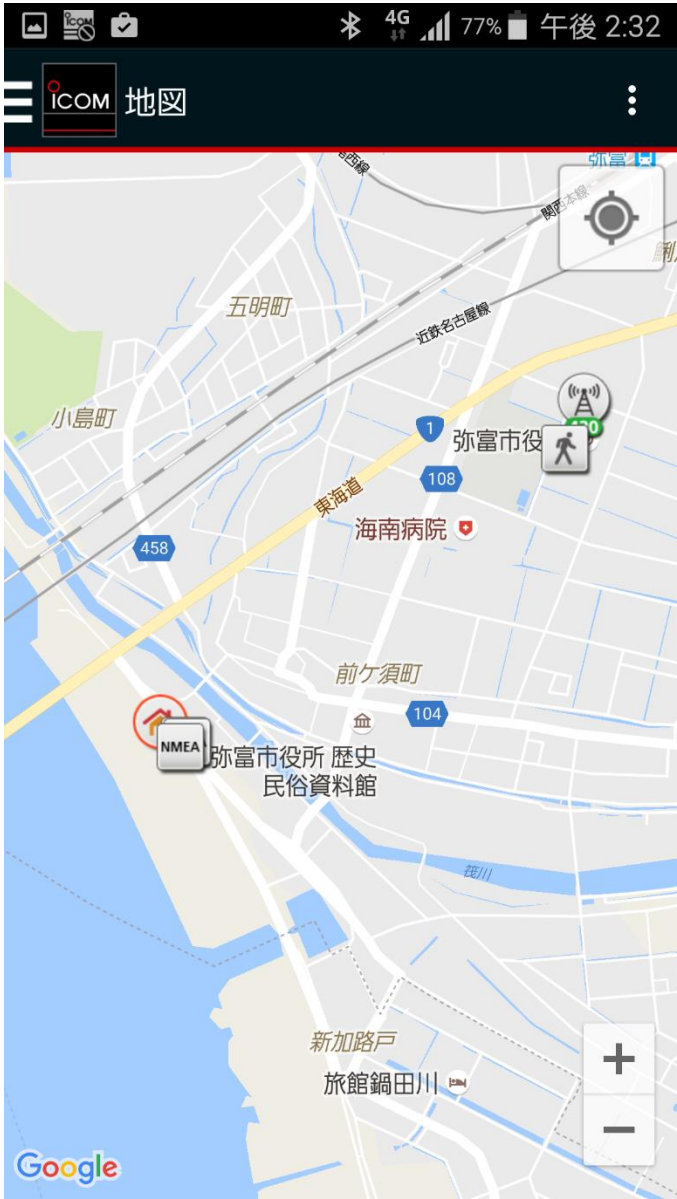 4G 77% 午後 2:32
ICOM 地図
弥富
関西本線
五明町
近鉄名古屋線
小島町
1
弥富市役
108
東海道
海南病院
458
前ケ須町
104
NMEA
弥富市役所 歴史
民俗資料館
筏川
新加路戸
旅館鍋田川
+
−
Google